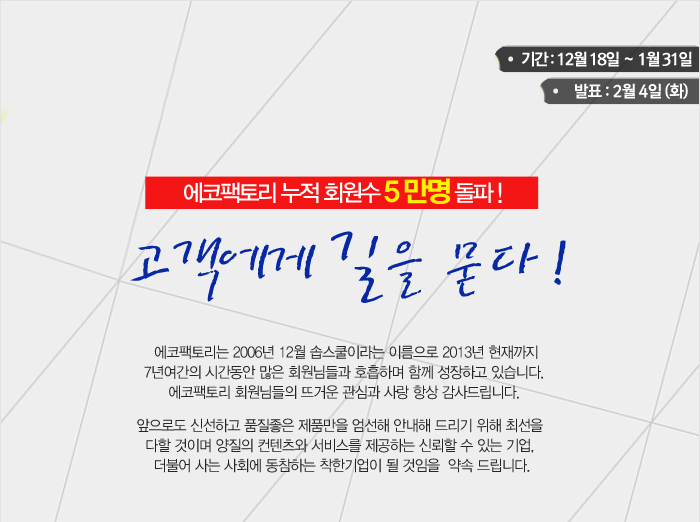 • 기간 : 12월 18일 ~ 1월 31일
• 발표 : 2월 4일 (화)
에코팩토리 누적 회원수 5만명 돌파 !
고객에게 길을 묻다 !
에코팩토리는 2006년 12월 솝스쿨이라는 이름으로 2013년 현재까지
7년여간의 시간동안 많은 회원님들과 호흡하며 함께 성장하고 있습니다.
에코팩토리 회원님들의 뜨거운 관심과 사랑 항상 감사드립니다.
앞으로도 신선하고 품질좋은 제품만을 엄선해 안내해 드리기 위해 최선을
다할 것이며 양질의 컨텐츠와 서비스를 제공하는 신뢰할 수 있는 기업,
더불어 사는 사회에 동참하는 착한기업이 될 것임을 약속 드립니다.